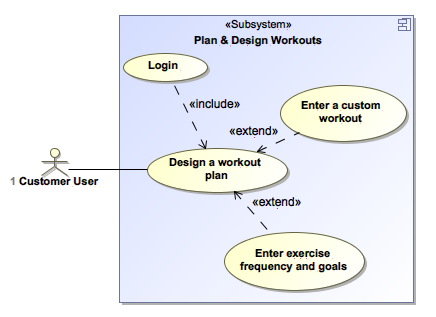 «Subsystem»
Plan & Design Workouts
Login
«include»
Enter a custom
workout
«extend»
Design a workout
plan
1 Customer User
«extend»
Enter exercise
frequency and goals